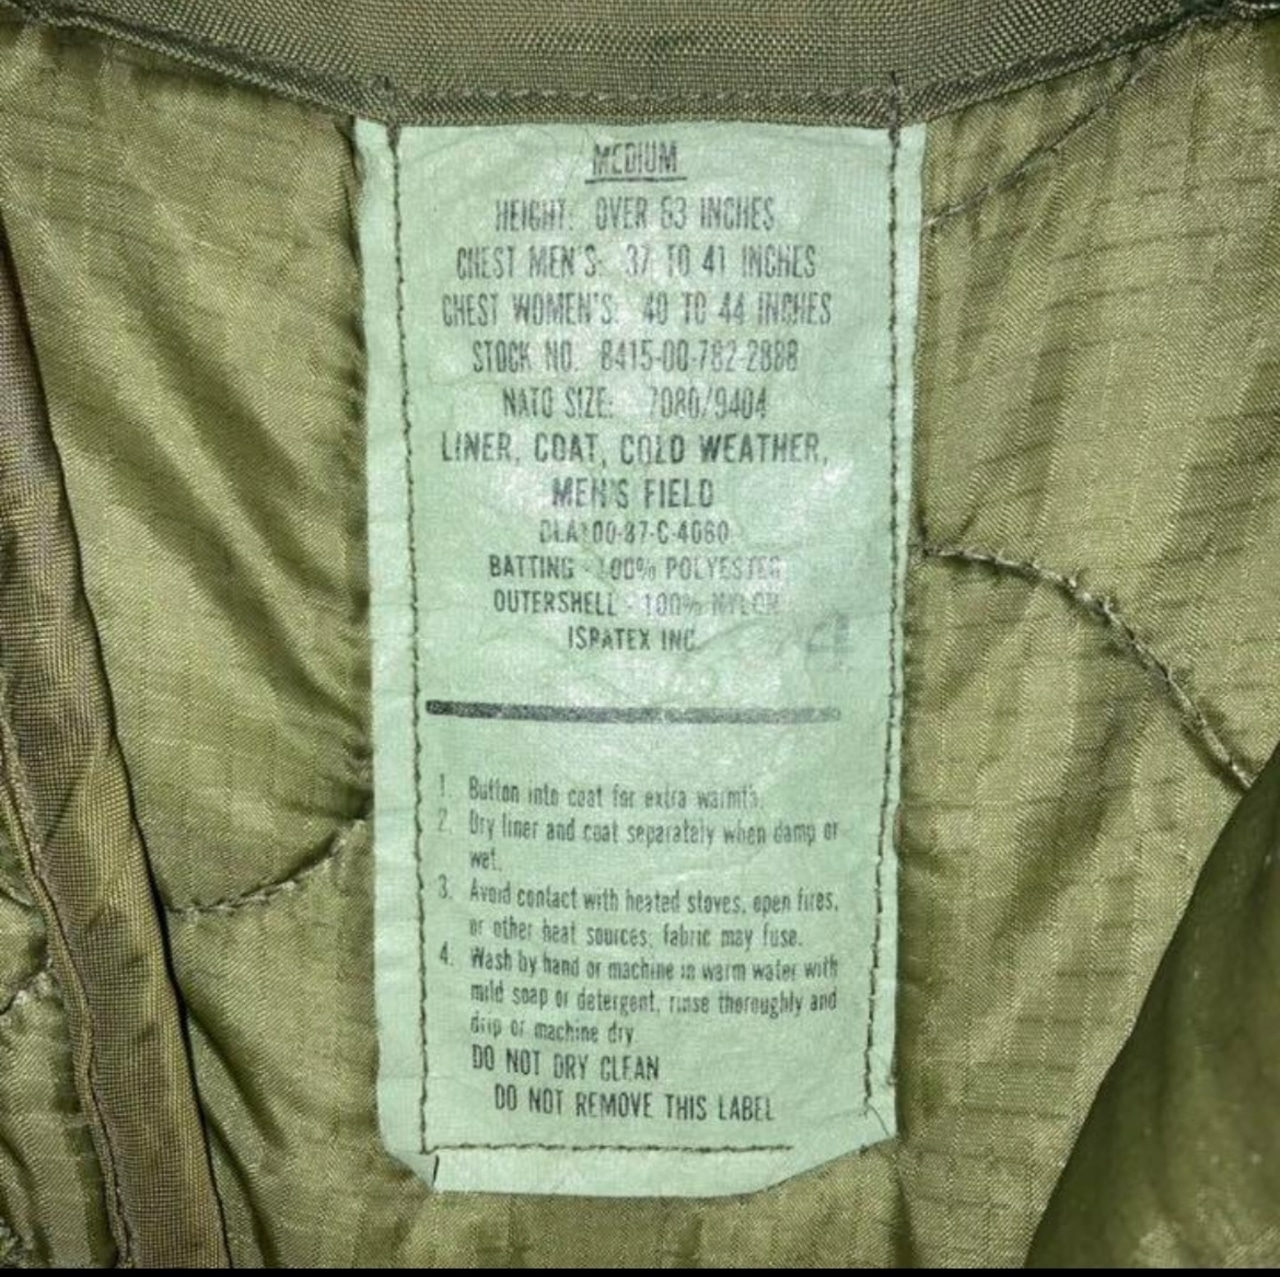 MEDIUM
HEIGHT: OVER 63 INCHES
CHEST MEN'S: 37 TO 41 INCHES
CHEST WOMEN'S: 40 TO 44 INCHES
STOCK NO. 8415-00-782-2888
NATO SIZE: 7080/9404
LINER, COAT, COLD WEATHER,
MEN'S FIELD
DLA100-87-C-4060
BATTING - 100% POLYESTER
OUTERSHELL - 100% NYLON
ISPATEX INC.
1. Button into coat for extra warmth.
2. Dry liner and coat separately when damp or
wet.
3. Avoid contact with heated stoves, open fires,
or other heat sources; fabric may fuse.
4. Wash by hand or machine in warm water with
mild soap or detergent, rinse thoroughly and
drip or machine dry
DO NOT DRY CLEAN
DO NOT REMOVE THIS LABEL